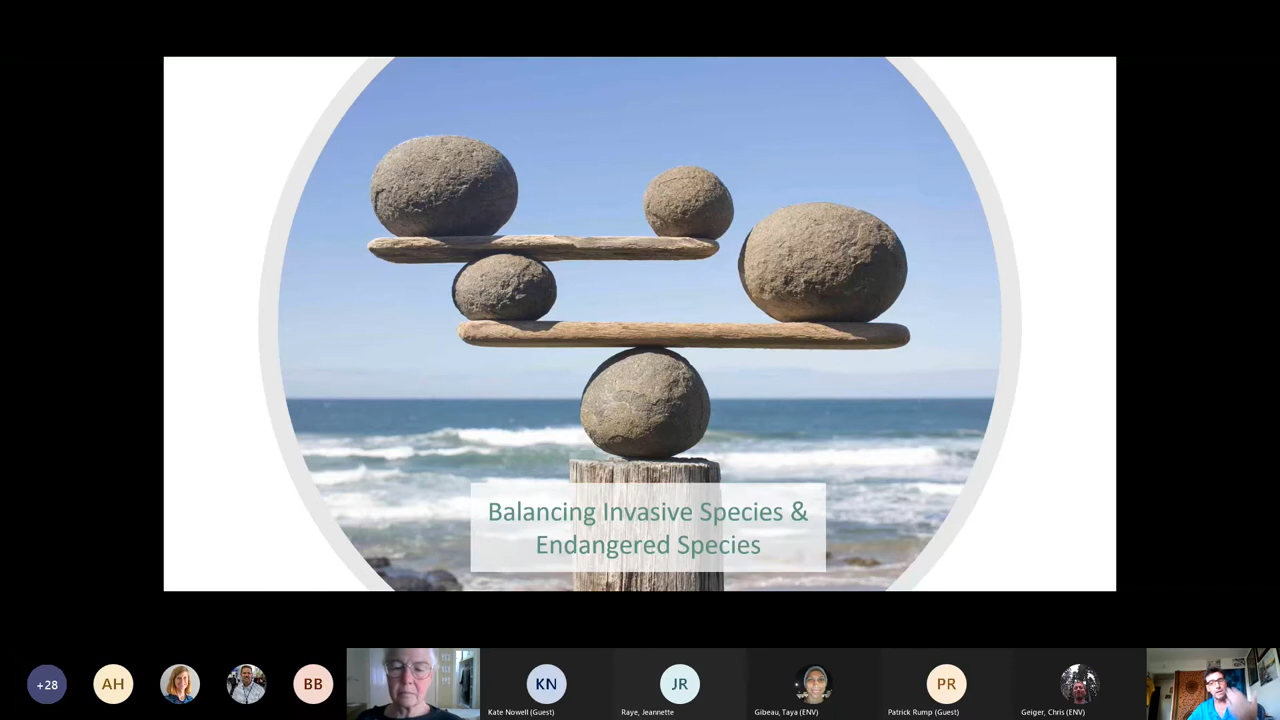 Balancing Invasive Species &
Endangered Species
+28
AH
BB
KN
Kate Nowell (Guest)
JR
Raye, Jeannette
Gibeau, Taya (ENV)
PR
Patrick Rump (Guest)
Geiger, Chris (ENV)